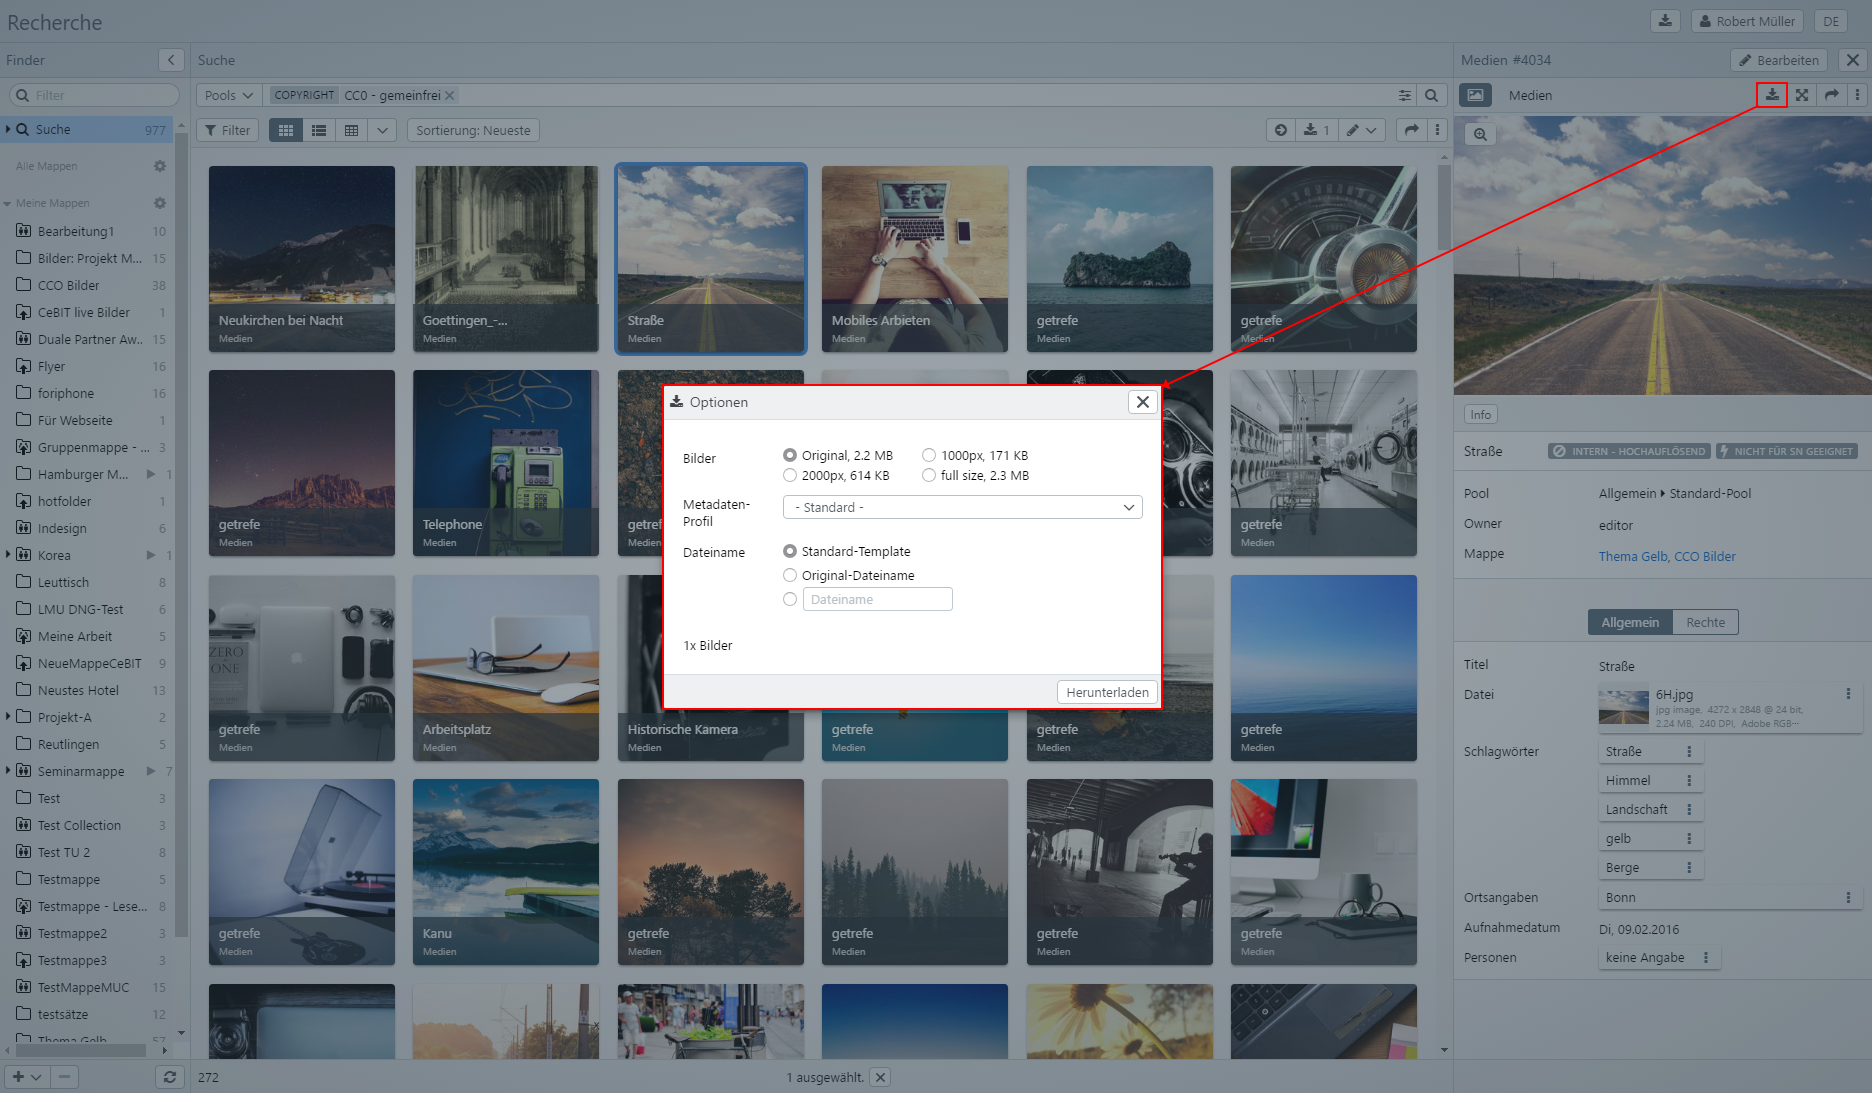 Recherche
Robert Müller
DE
Finder
Suche
Medien #4034
Bearbeiten
Filter
Pools
COPYRIGHT CC0 - gemeinfrei
Medien
Suche 977
Filter
Sortierung: Neueste
1
Alle Mappen
Meine Mappen
Bearbeitung1 10
Bilder: Projekt M... 15
CCO Bilder 38
CeBIT live Bilder 1
Duale Partner Aw.. 15
Flyer 16
foriphone 16
Für Webseite 1
Gruppenmappe - ... 3
Hamburger M... 1
hotfolder 1
Indesign 6
Korea 1
Leuttisch 8
LMU DNG-Test 6
Meine Arbeit 5
NeueMappeCeBIT 9
Neustes Hotel 13
Projekt-A 2
Reutlingen 5
Seminarmappe 7
Test 3
Test Collection 3
Test TU 2 8
Testmappe 5
Testmappe - Lese... 8
Testmappe2 3
Testmappe3 3
TestMappeMUC 15
testsätze 12
Thema Gelb 57
Neukirchen bei Nacht
Medien
Goettingen_-...
Medien
Straße
Medien
Mobiles Arbieten
Medien
getrefe
Medien
getrefe
Medien
getrefe
Medien
Telephone
Medien
getref
Medien
getrefe
Medien
getrefe
Medien
Arbeitsplatz
Medien
Historische Kamera
Medien
getrefe
Medien
getrefe
Medien
getrefe
Medien
getrefe
Medien
Kanu
Medien
getrefe
Medien
getrefe
Medien
getrefe
Medien
getrefe
Medien
Optionen
Bilder
Original, 2.2 MB
1000px, 171 KB
2000px, 614 KB
full size, 2.3 MB
Metadaten-
Profil
- Standard -
Dateiname
Standard-Template
Original-Dateiname
Dateiname
1x Bilder
Herunterladen
Info
Straße
INTERN – HOCHAUFLÖSEND
NICHT FÜR SN GEEIGNET
Pool Allgemein Standard-Pool
Owner editor
Mappe Thema Gelb, CCO Bilder
Allgemein Rechte
Titel Straße
Datei 6H.jpg
jpg image, 4272 x 2848 @ 24 bit,
2.24 MB, 240 DPI, Adobe RGB···
Schlagwörter Straße
Himmel
Landschaft
gelb
Berge
Ortsangaben Bonn
Aufnahmedatum Di, 09.02.2016
Personen keine Angabe
272
1 ausgewählt.